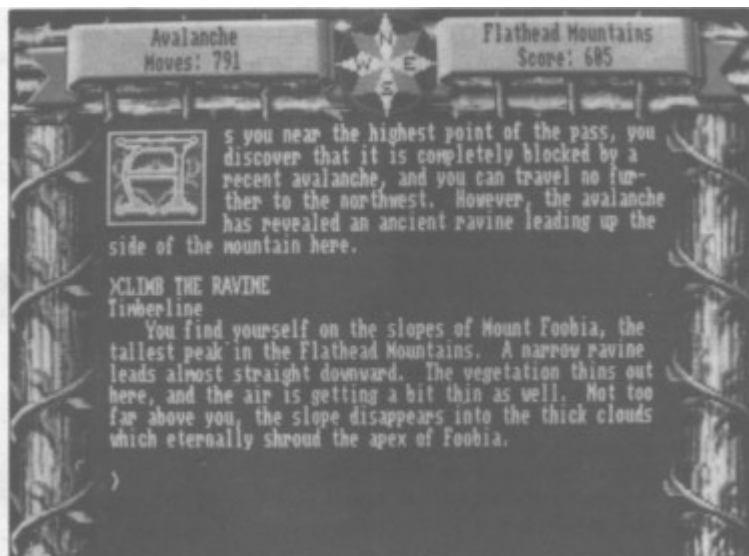 Avalanche
Moves: 791
Flathead Mountains
Score: 605
N
W E
S
As you near the highest point of the pass, you
discover that it is completely blocked by a
recent avalanche, and you can travel no fur-
ther to the northwest. However, the avalanche
has revealed an ancient ravine leading up the
side of the mountain here.
>CLIMB THE RAVINE
Timberline
You find yourself on the slopes of Mount Foobia, the
tallest peak in the Flathead Mountains. A narrow ravine
leads almost straight downward. The vegetation thins out
here, and the air is getting a bit thin as well. Not too
far above you, the slope disappears into the thick clouds
which eternally shroud the apex of Foobia.
>